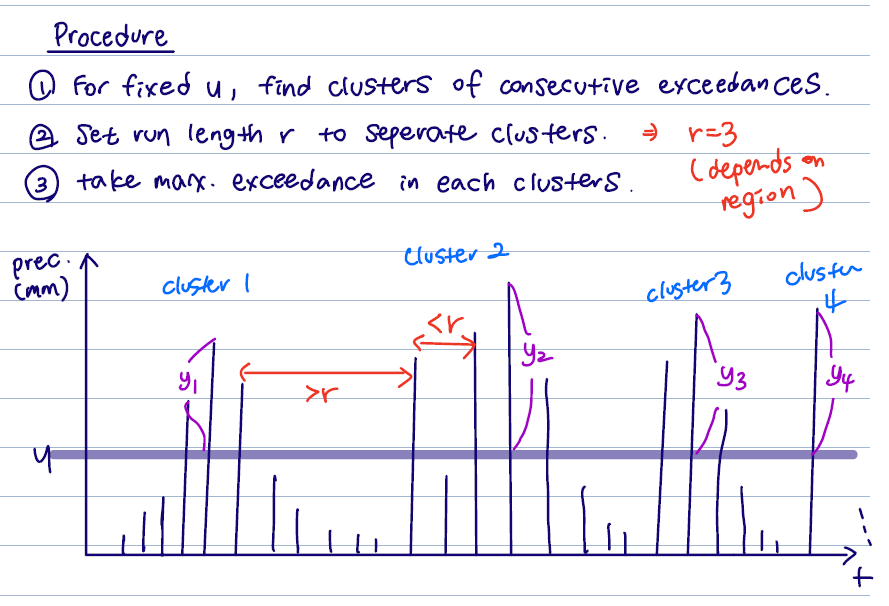 Procedure
① For fixed u, find clusters of consecutive exceedances.
② Set run length r to seperate clusters. ⇒ r=3
(depends on
region)
③ take max. exceedance in each clusters.
prec.
(mm)
cluster 1
cluster 2
cluster 3
cluster
4
<r
>r
y₁
y₂
y₃
y₄
u
t